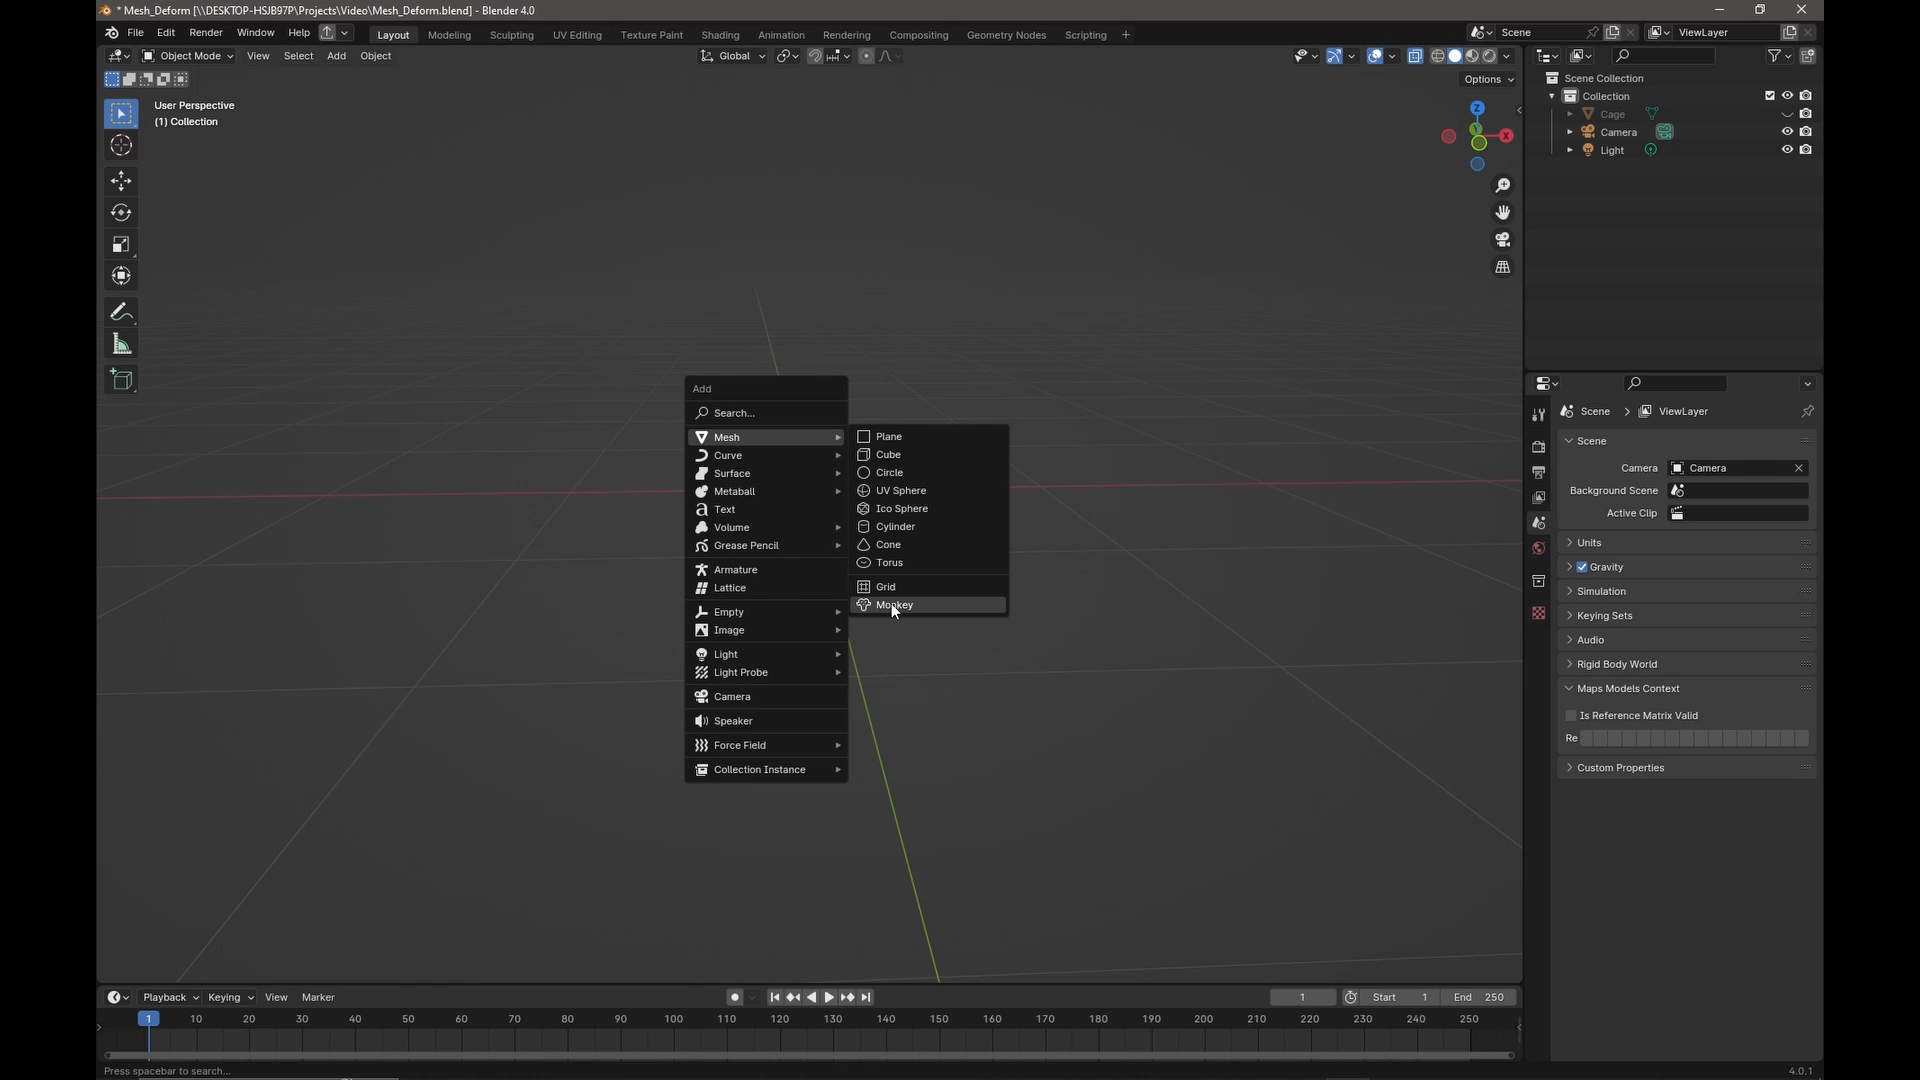 * Mesh_Deform [\\DESKTOP-HSJB97P\Projects\Video\Mesh_Deform.blend] - Blender 4.0
File Edit Render Window Help Layout Modeling Sculpting UV Editing Texture Paint Shading Animation Rendering Compositing Geometry Nodes Scripting + Scene ViewLayer
Object Mode View Select Add Object Global
Options
User Perspective
(1) Collection
Z
Y
X
Scene Collection
Collection
Cage
Camera
Light
Add
Search...
Mesh
Curve
Surface
Metaball
Text
Volume
Grease Pencil
Armature
Lattice
Empty
Image
Light
Light Probe
Camera
Speaker
Force Field
Collection Instance
Plane
Cube
Circle
UV Sphere
Ico Sphere
Cylinder
Cone
Torus
Grid
Monkey
Scene > ViewLayer
Scene
Camera Camera
Background Scene
Active Clip
Units
Gravity
Simulation
Keying Sets
Audio
Rigid Body World
Maps Models Context
Is Reference Matrix Valid
Re
Custom Properties
Playback Keying View Marker 1 Start 1 End 250
1 10 20 30 40 50 60 70 80 90 100 110 120 130 140 150 160 170 180 190 200 210 220 230 240 250
Press spacebar to search... 4.0.1